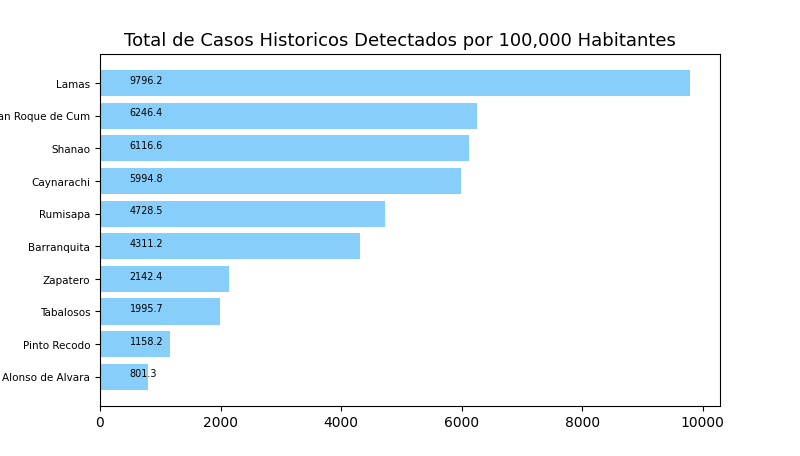 Total de Casos Historicos Detectados por 100,000 Habitantes
Lamas 9796.2
an Roque de Cum 6246.4
Shanao 6116.6
Caynarachi 5994.8
Rumisapa 4728.5
Barranquita 4311.2
Zapatero 2142.4
Tabalosos 1995.7
Pinto Recodo 1158.2
Alonso de Alvara 801.3
0 2000 4000 6000 8000 10000